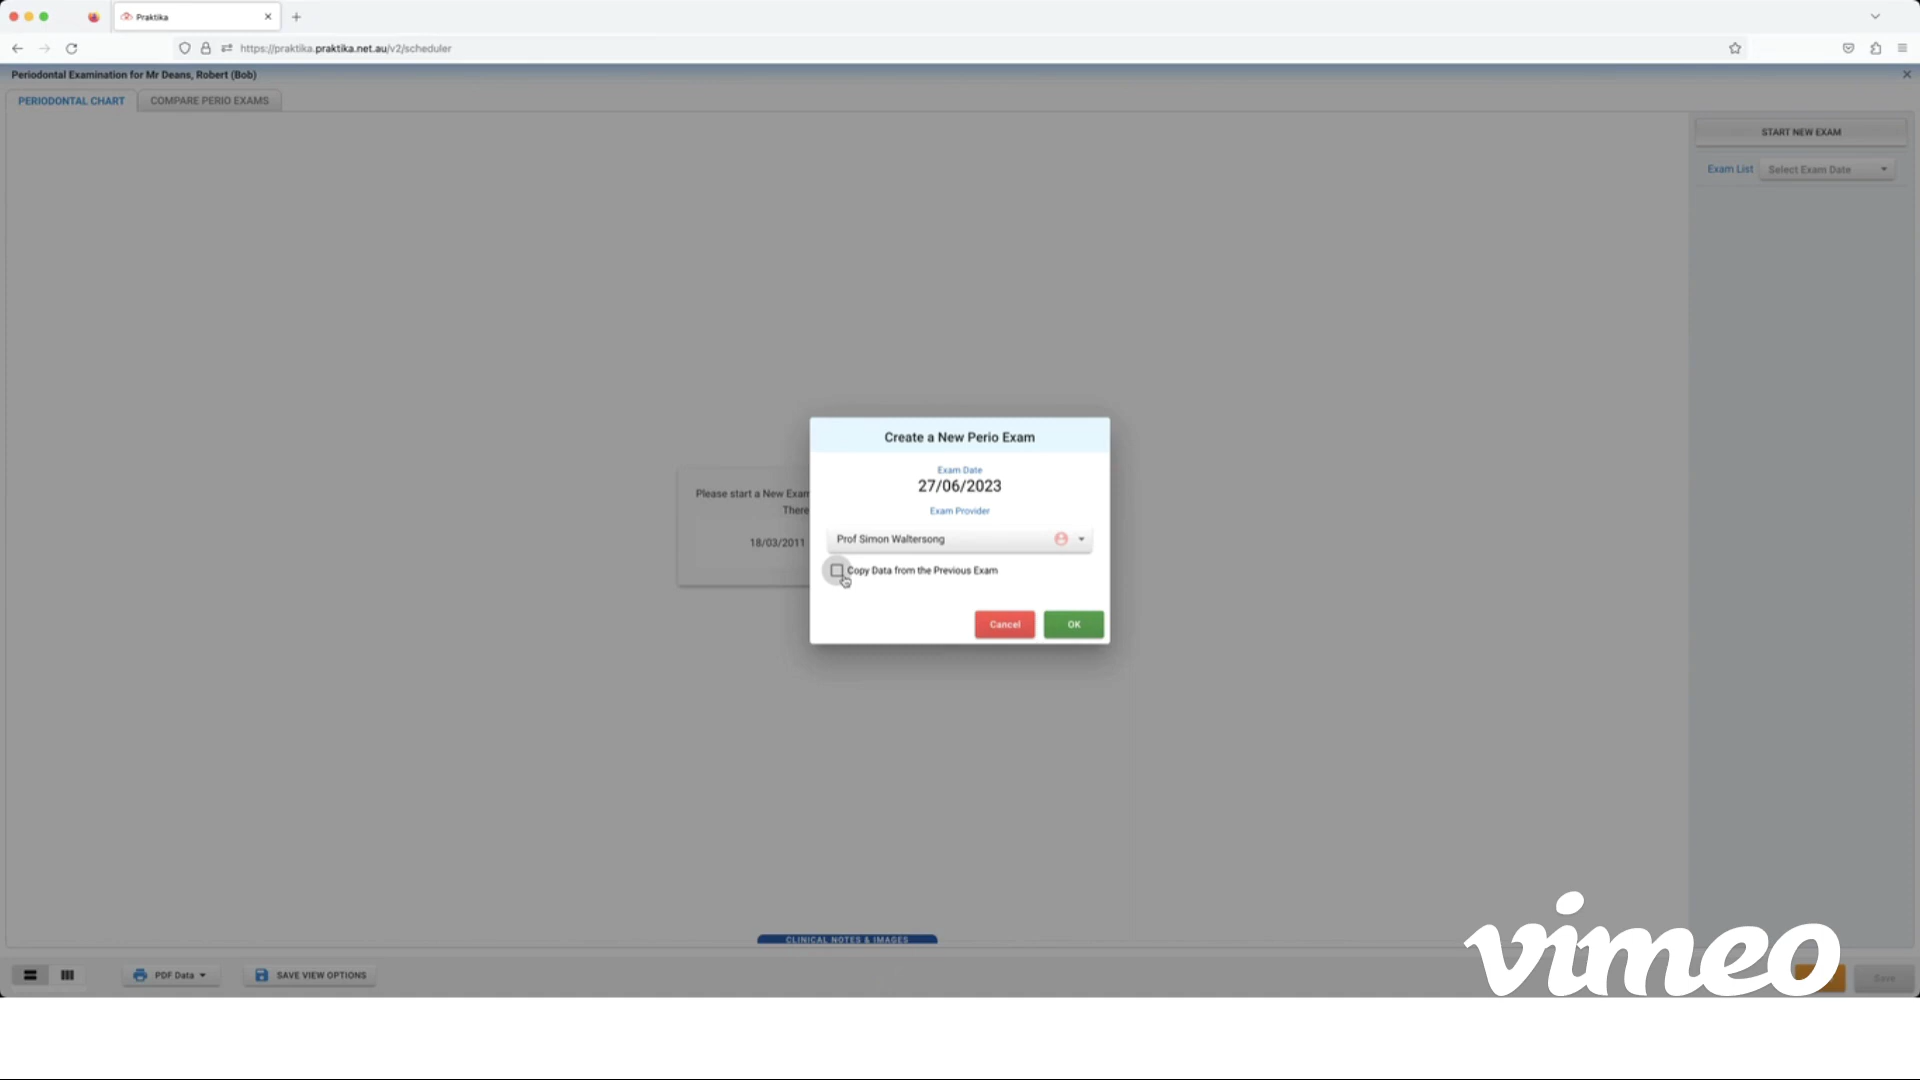 Praktika
https://praktika.praktika.net.au/v2/scheduler
Periodontal Examination for Mr Deans, Robert (Bob)
PERIODONTAL CHART
COMPARE PERIO EXAMS
START NEW EXAM
Exam List
Select Exam Date
Create a New Perio Exam
Exam Date
27/06/2023
Exam Provider
Prof Simon Waltersong
Copy Data from the Previous Exam
Cancel
OK
Please start a New Exam
There
18/03/2011
CLINICAL NOTES & IMAGES
PDF Data
SAVE VIEW OPTIONS
Save
vimeo